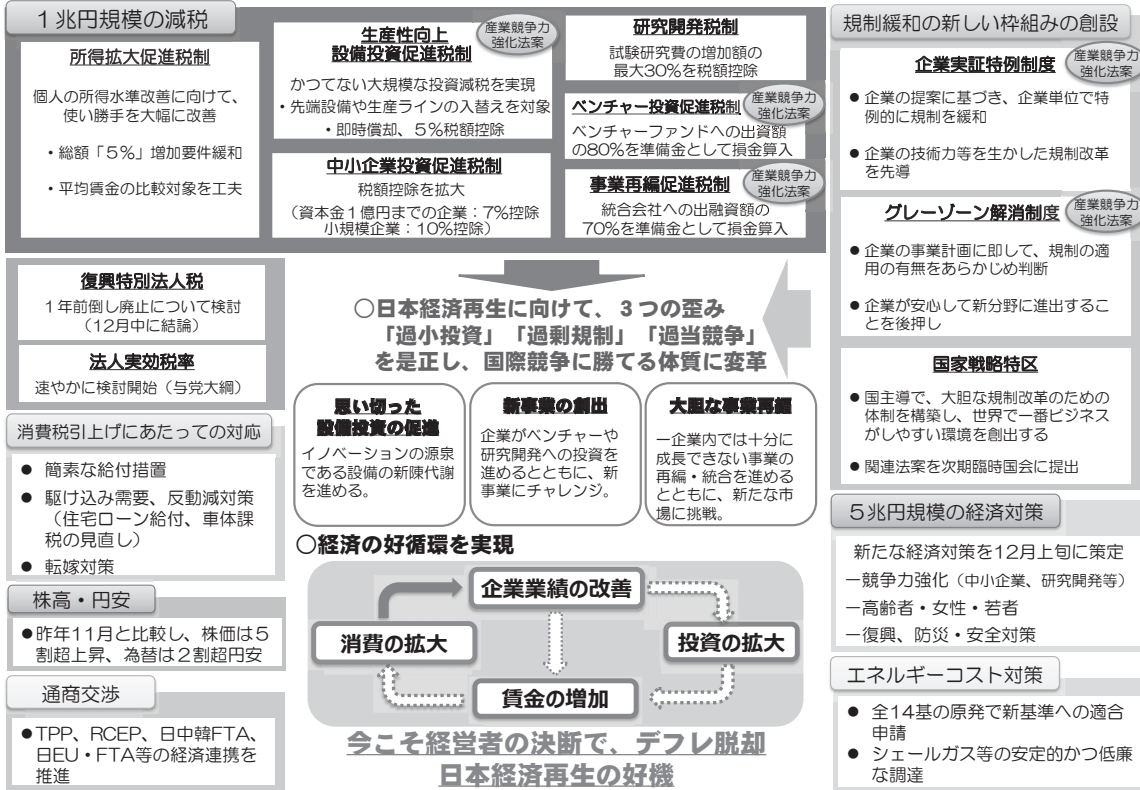 １兆円規模の減税
所得拡大促進税制
個人の所得水準改善に向けて、
使い勝手を大幅に改善
・総額「５％」増加要件緩和
・平均賃金の比較対象を工夫
生産性向上
設備投資促進税制
産業競争力
強化法案
かつてない大規模な投資減税を実現
・先端設備や生産ラインの入替えを対象
・即時償却、５％税額控除
中小企業投資促進税制
税額控除を拡大
（資本金１億円までの企業：7％控除
小規模企業：10％控除）
研究開発税制
試験研究費の増加額の
最大30％を税額控除
ベンチャー投資促進税制
産業競争力
強化法案
ベンチャーファンドへの出資額
の80％を準備金として損金算入
事業再編促進税制
産業競争力
強化法案
統合会社への出融資額の
70％を準備金として損金算入
復興特別法人税
１年前倒し廃止について検討
（12月中に結論）
法人実効税率
速やかに検討開始（与党大綱）
消費税引上げにあたっての対応
● 簡素な給付措置
● 駆け込み需要、反動減対策
（住宅ローン給付、車体課
税の見直し）
● 転嫁対策
株高・円安
●昨年11月と比較し、株価は５
割超上昇、為替は２割超円安
通商交渉
●TPP、RCEP、日中韓FTA、
日EU・FTA等の経済連携を
推進
○日本経済再生に向けて、３つの歪み
「過小投資」「過剰規制」「過当競争」
を是正し、国際競争に勝てる体質に変革
思い切った
設備投資の促進
イノベーションの源泉
である設備の新陳代謝
を進める。
新事業の創出
企業がベンチャーや
研究開発への投資を
進めるとともに、新
事業にチャレンジ。
大胆な事業再編
一企業内では十分に
成長できない事業の
再編・統合を進める
とともに、新たな市
場に挑戦。
○経済の好循環を実現
企業業績の改善
消費の拡大
投資の拡大
賃金の増加
今こそ経営者の決断で、デフレ脱却
日本経済再生の好機
規制緩和の新しい枠組みの創設
企業実証特例制度
産業競争力
強化法案
● 企業の提案に基づき、企業単位で特
例的に規制を緩和
● 企業の技術力等を生かした規制改革
を先導
グレーゾーン解消制度
産業競争力
強化法案
● 企業の事業計画に即して、規制の適
用の有無をあらかじめ判断
● 企業が安心して新分野に進出するこ
とを後押し
国家戦略特区
● 国主導で、大胆な規制改革のための
体制を構築し、世界で一番ビジネス
がしやすい環境を創出する
● 関連法案を次期臨時国会に提出
５兆円規模の経済対策
新たな経済対策を12月上旬に策定
－競争力強化（中小企業、研究開発等）
－高齢者・女性・若者
－復興、防災・安全対策
エネルギーコスト対策
● 全14基の原発で新基準への適合
申請
● シェールガス等の安定的かつ低廉
な調達